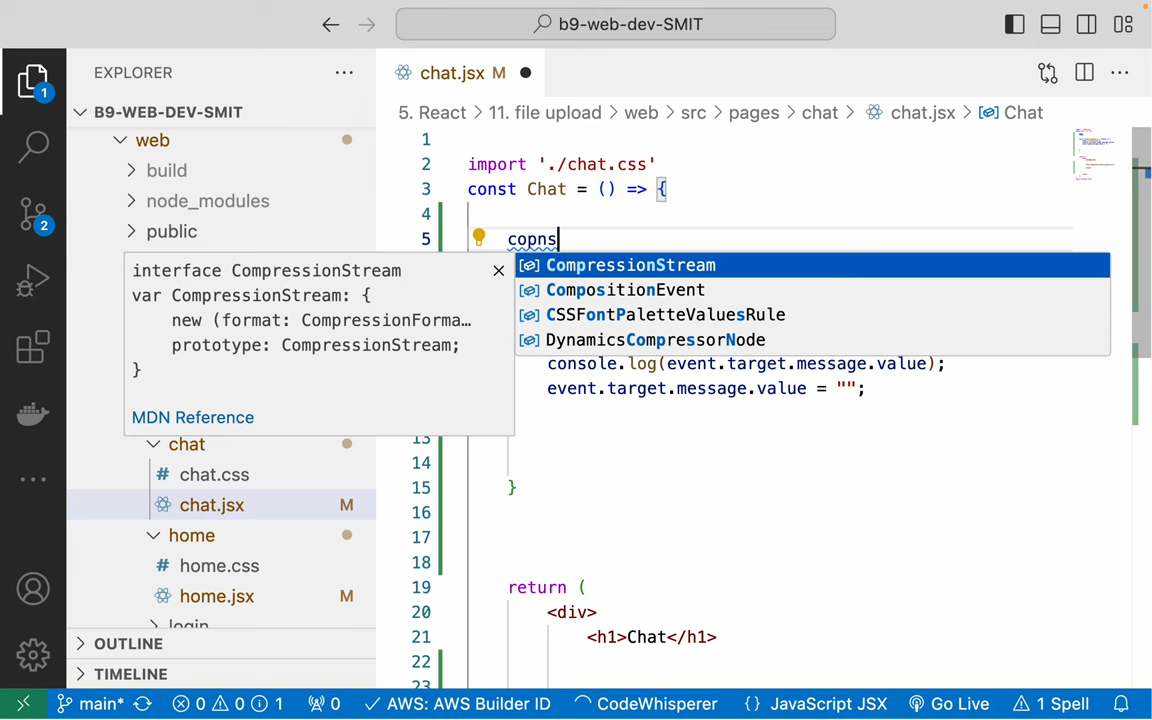 b9-web-dev-SMIT
EXPLORER
chat.jsx M
B9-WEB-DEV-SMIT
5. React > 11. file upload > web > src > pages > chat > chat.jsx > Chat
web
build
node_modules
public
1
2 import './chat.css'
3 const Chat = () => {
4
5 copns
interface CompressionStream
var CompressionStream: {
new (format: CompressionForma…
prototype: CompressionStream;
}
MDN Reference
CompressionStream
CompositionEvent
CSSFontPaletteValuesRule
DynamicsCompressorNode
console.log(event.target.message.value);
event.target.message.value = "";
13
14
15 }
16
17
18
19 return (
20 <div>
21 <h1>Chat</h1>
22
23
chat
chat.css
chat.jsx M
home
home.css
home.jsx M
login
OUTLINE
TIMELINE
1
2
main* 0 0 1 0 AWS: AWS Builder ID CodeWhisperer {} JavaScript JSX Go Live 1 Spell